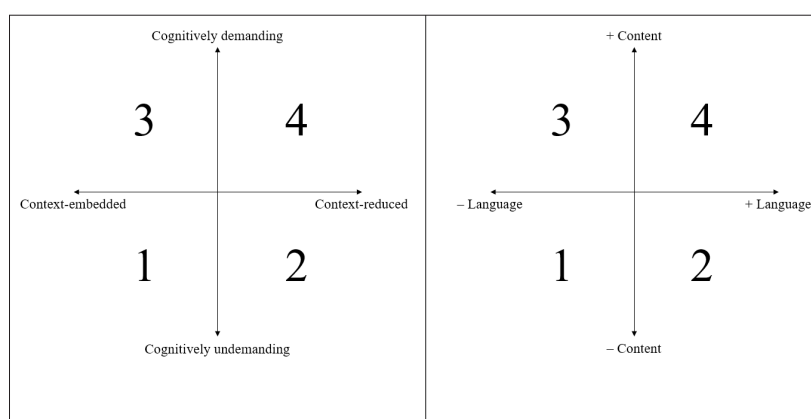 Cognitively demanding
3 4
Context-embedded Context-reduced
1 2
Cognitively undemanding
+ Content
3 4
– Language + Language
1 2
– Content